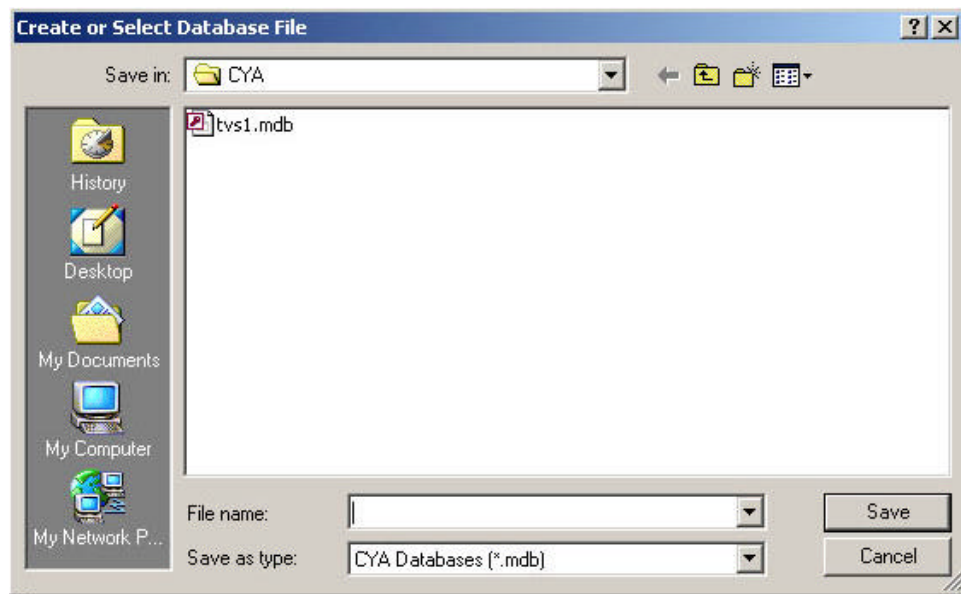 Create or Select Database File
Save in: CYA
tvs1.mdb
History
Desktop
My Documents
My Computer
My Network P...
File name:
Save
Save as type: CYA Databases (*.mdb)
Cancel